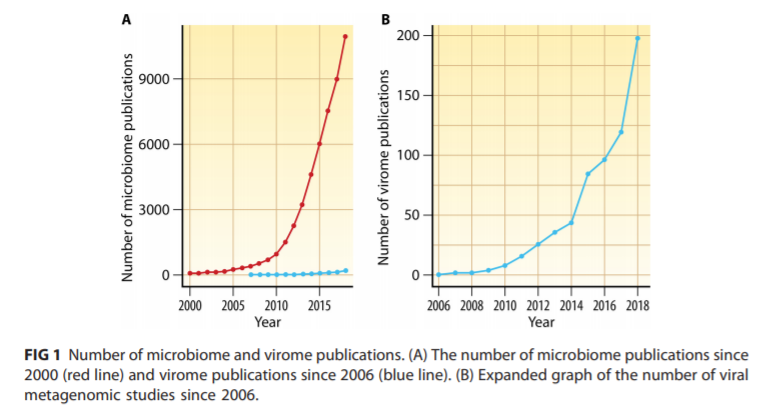 A
Number of microbiome publications
9000
6000
3000
0
2000 2005 2010 2015
Year
B
Number of virome publications
200
150
100
50
0
2006 2008 2010 2012 2014 2016 2018
Year
FIG 1 Number of microbiome and virome publications. (A) The number of microbiome publications since
2000 (red line) and virome publications since 2006 (blue line). (B) Expanded graph of the number of viral
metagenomic studies since 2006.